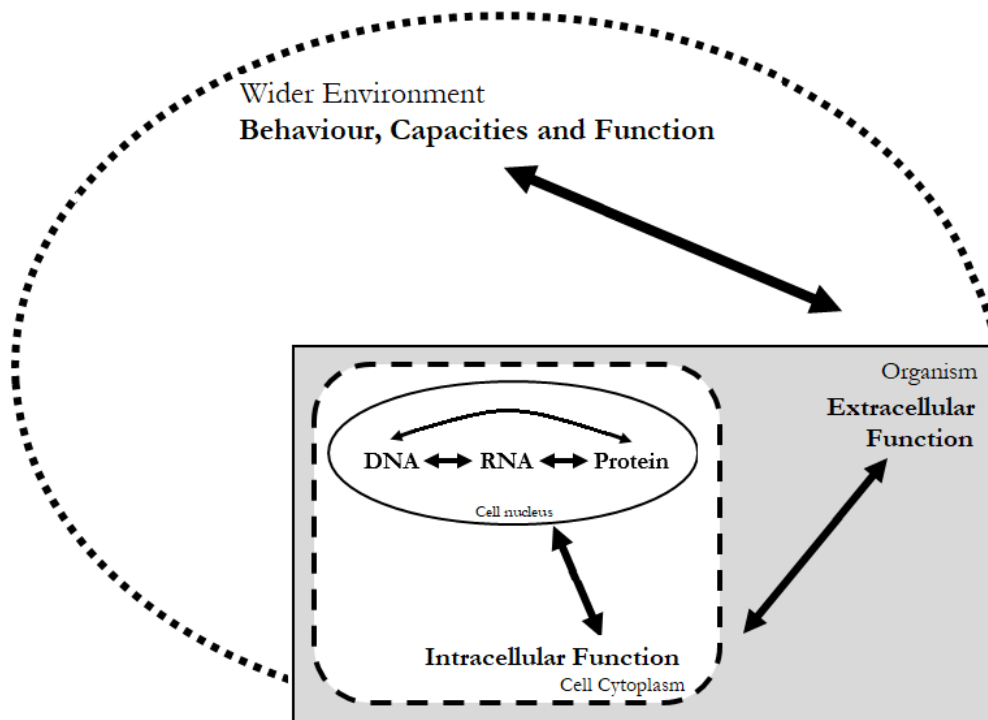 Wider Environment
Behaviour, Capacities and Function
Organism
Extracellular
Function
DNA RNA Protein
Cell nucleus
Intracellular Function
Cell Cytoplasm